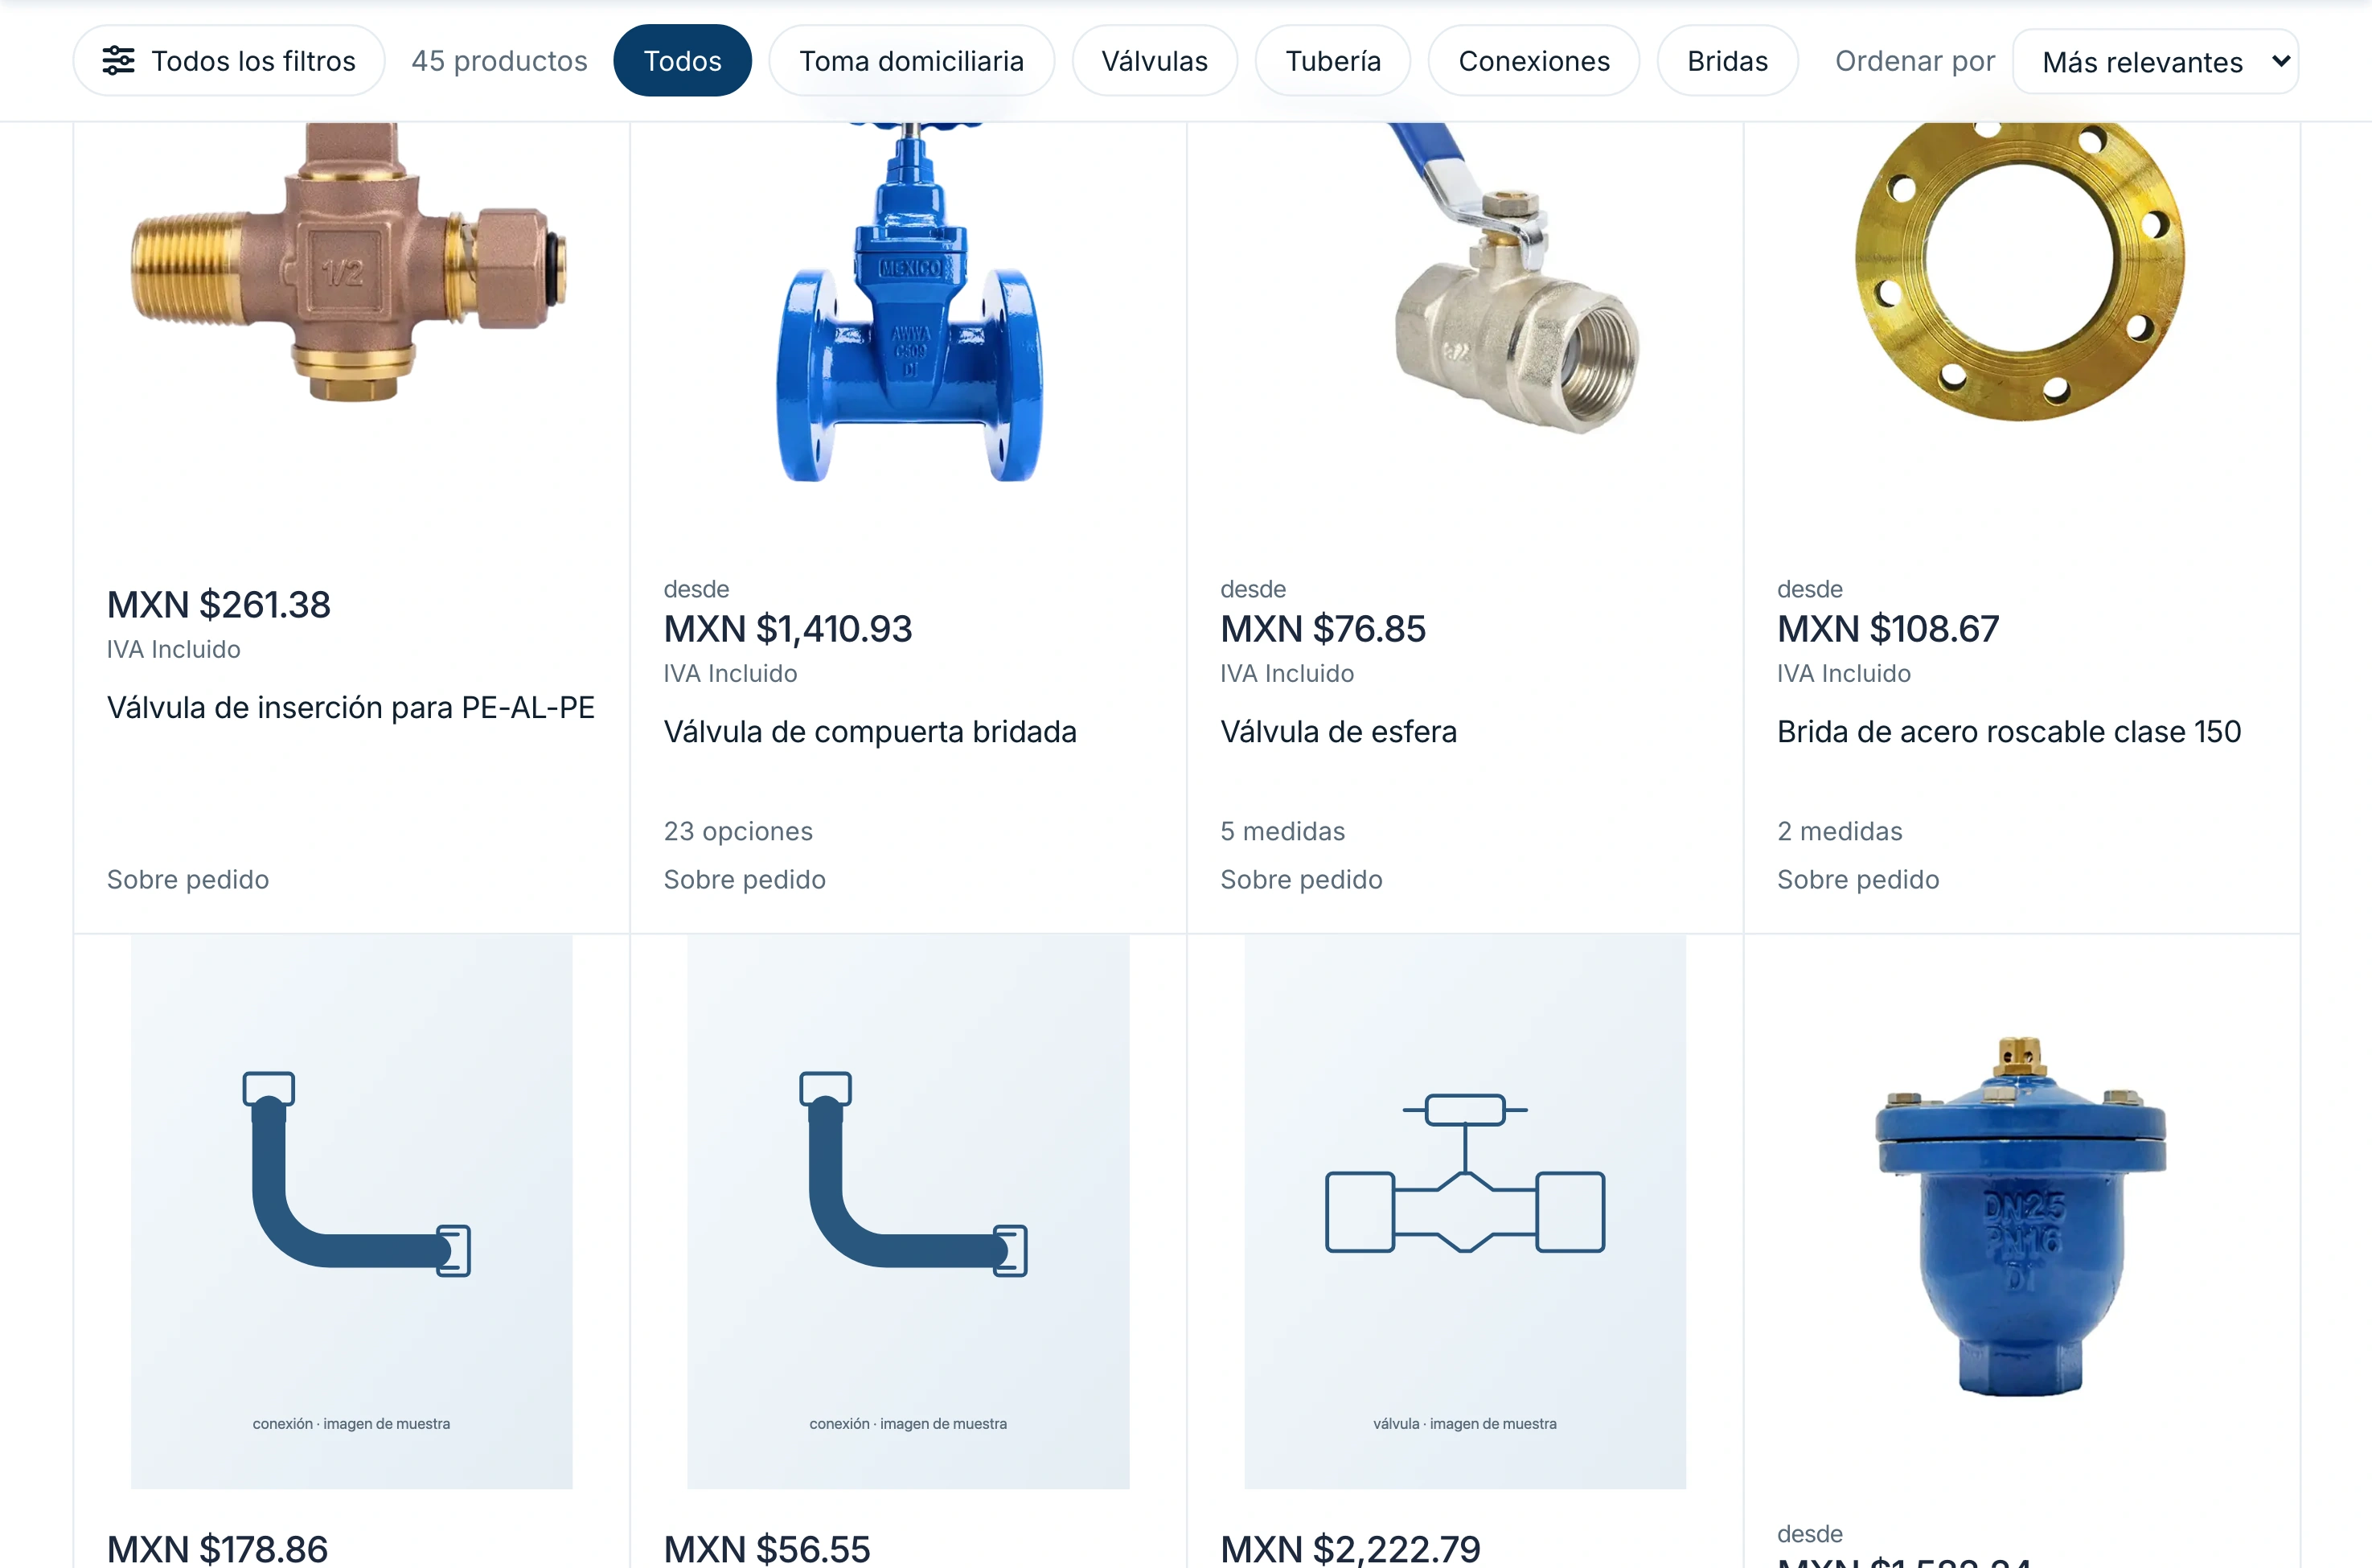 Todos los filtros
45 productos
Todos
Toma domiciliaria
Válvulas
Tubería
Conexiones
Bridas
Ordenar por
Más relevantes
1/2
MEXICO
AWWA
C509
DI
MXN $261.38
IVA Incluido
Válvula de inserción para PE-AL-PE
Sobre pedido
desde
MXN $1,410.93
IVA Incluido
Válvula de compuerta bridada
23 opciones
Sobre pedido
desde
MXN $76.85
IVA Incluido
Válvula de esfera
5 medidas
Sobre pedido
desde
MXN $108.67
IVA Incluido
Brida de acero roscable clase 150
2 medidas
Sobre pedido
conexión · imagen de muestra
MXN $178.86
conexión · imagen de muestra
MXN $56.55
válvula · imagen de muestra
MXN $2,222.79
DN25
PN16
DI
desde